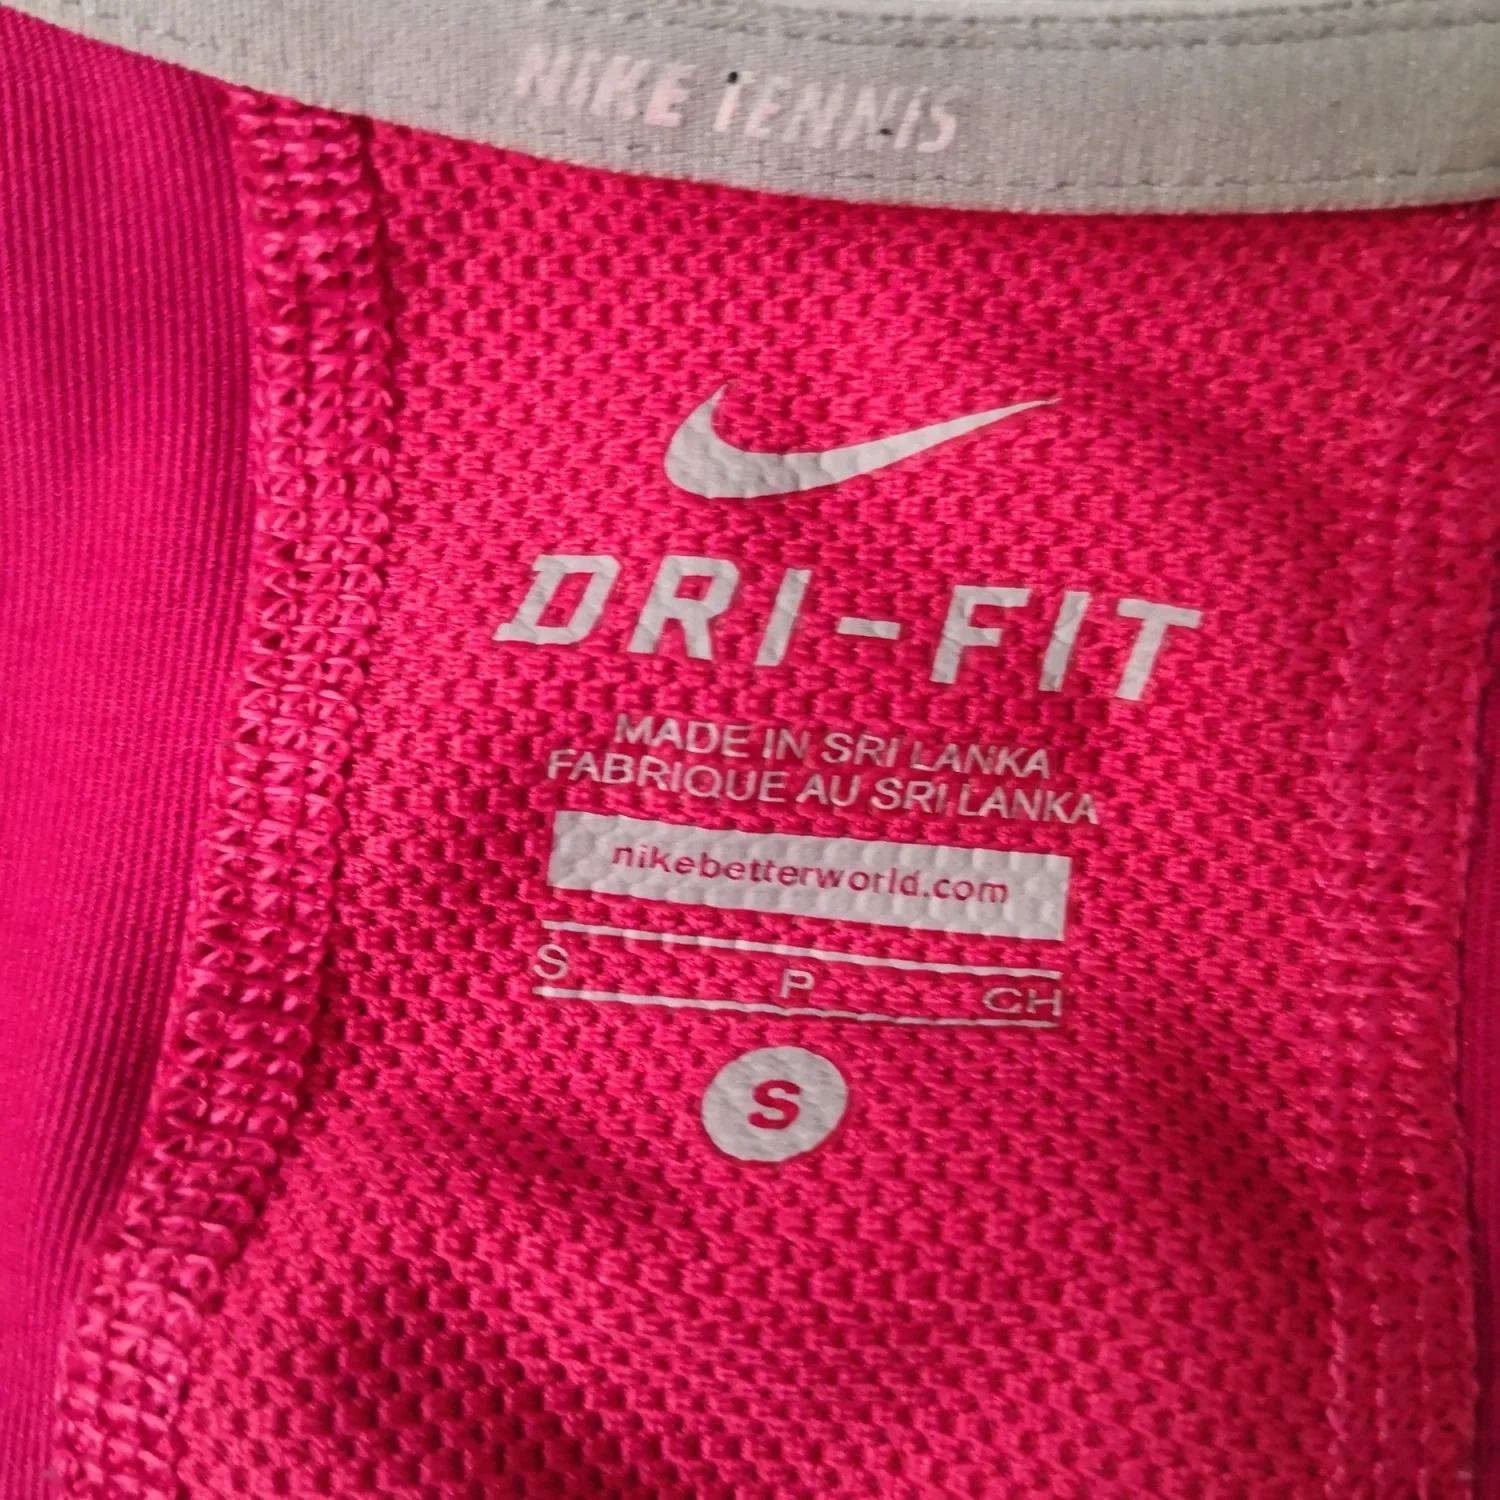 NIKE TENNIS
DRI-FIT
MADE IN SRI LANKA
FABRIQUE AU SRI LANKA
nikebetterworld.com
S P CH
S